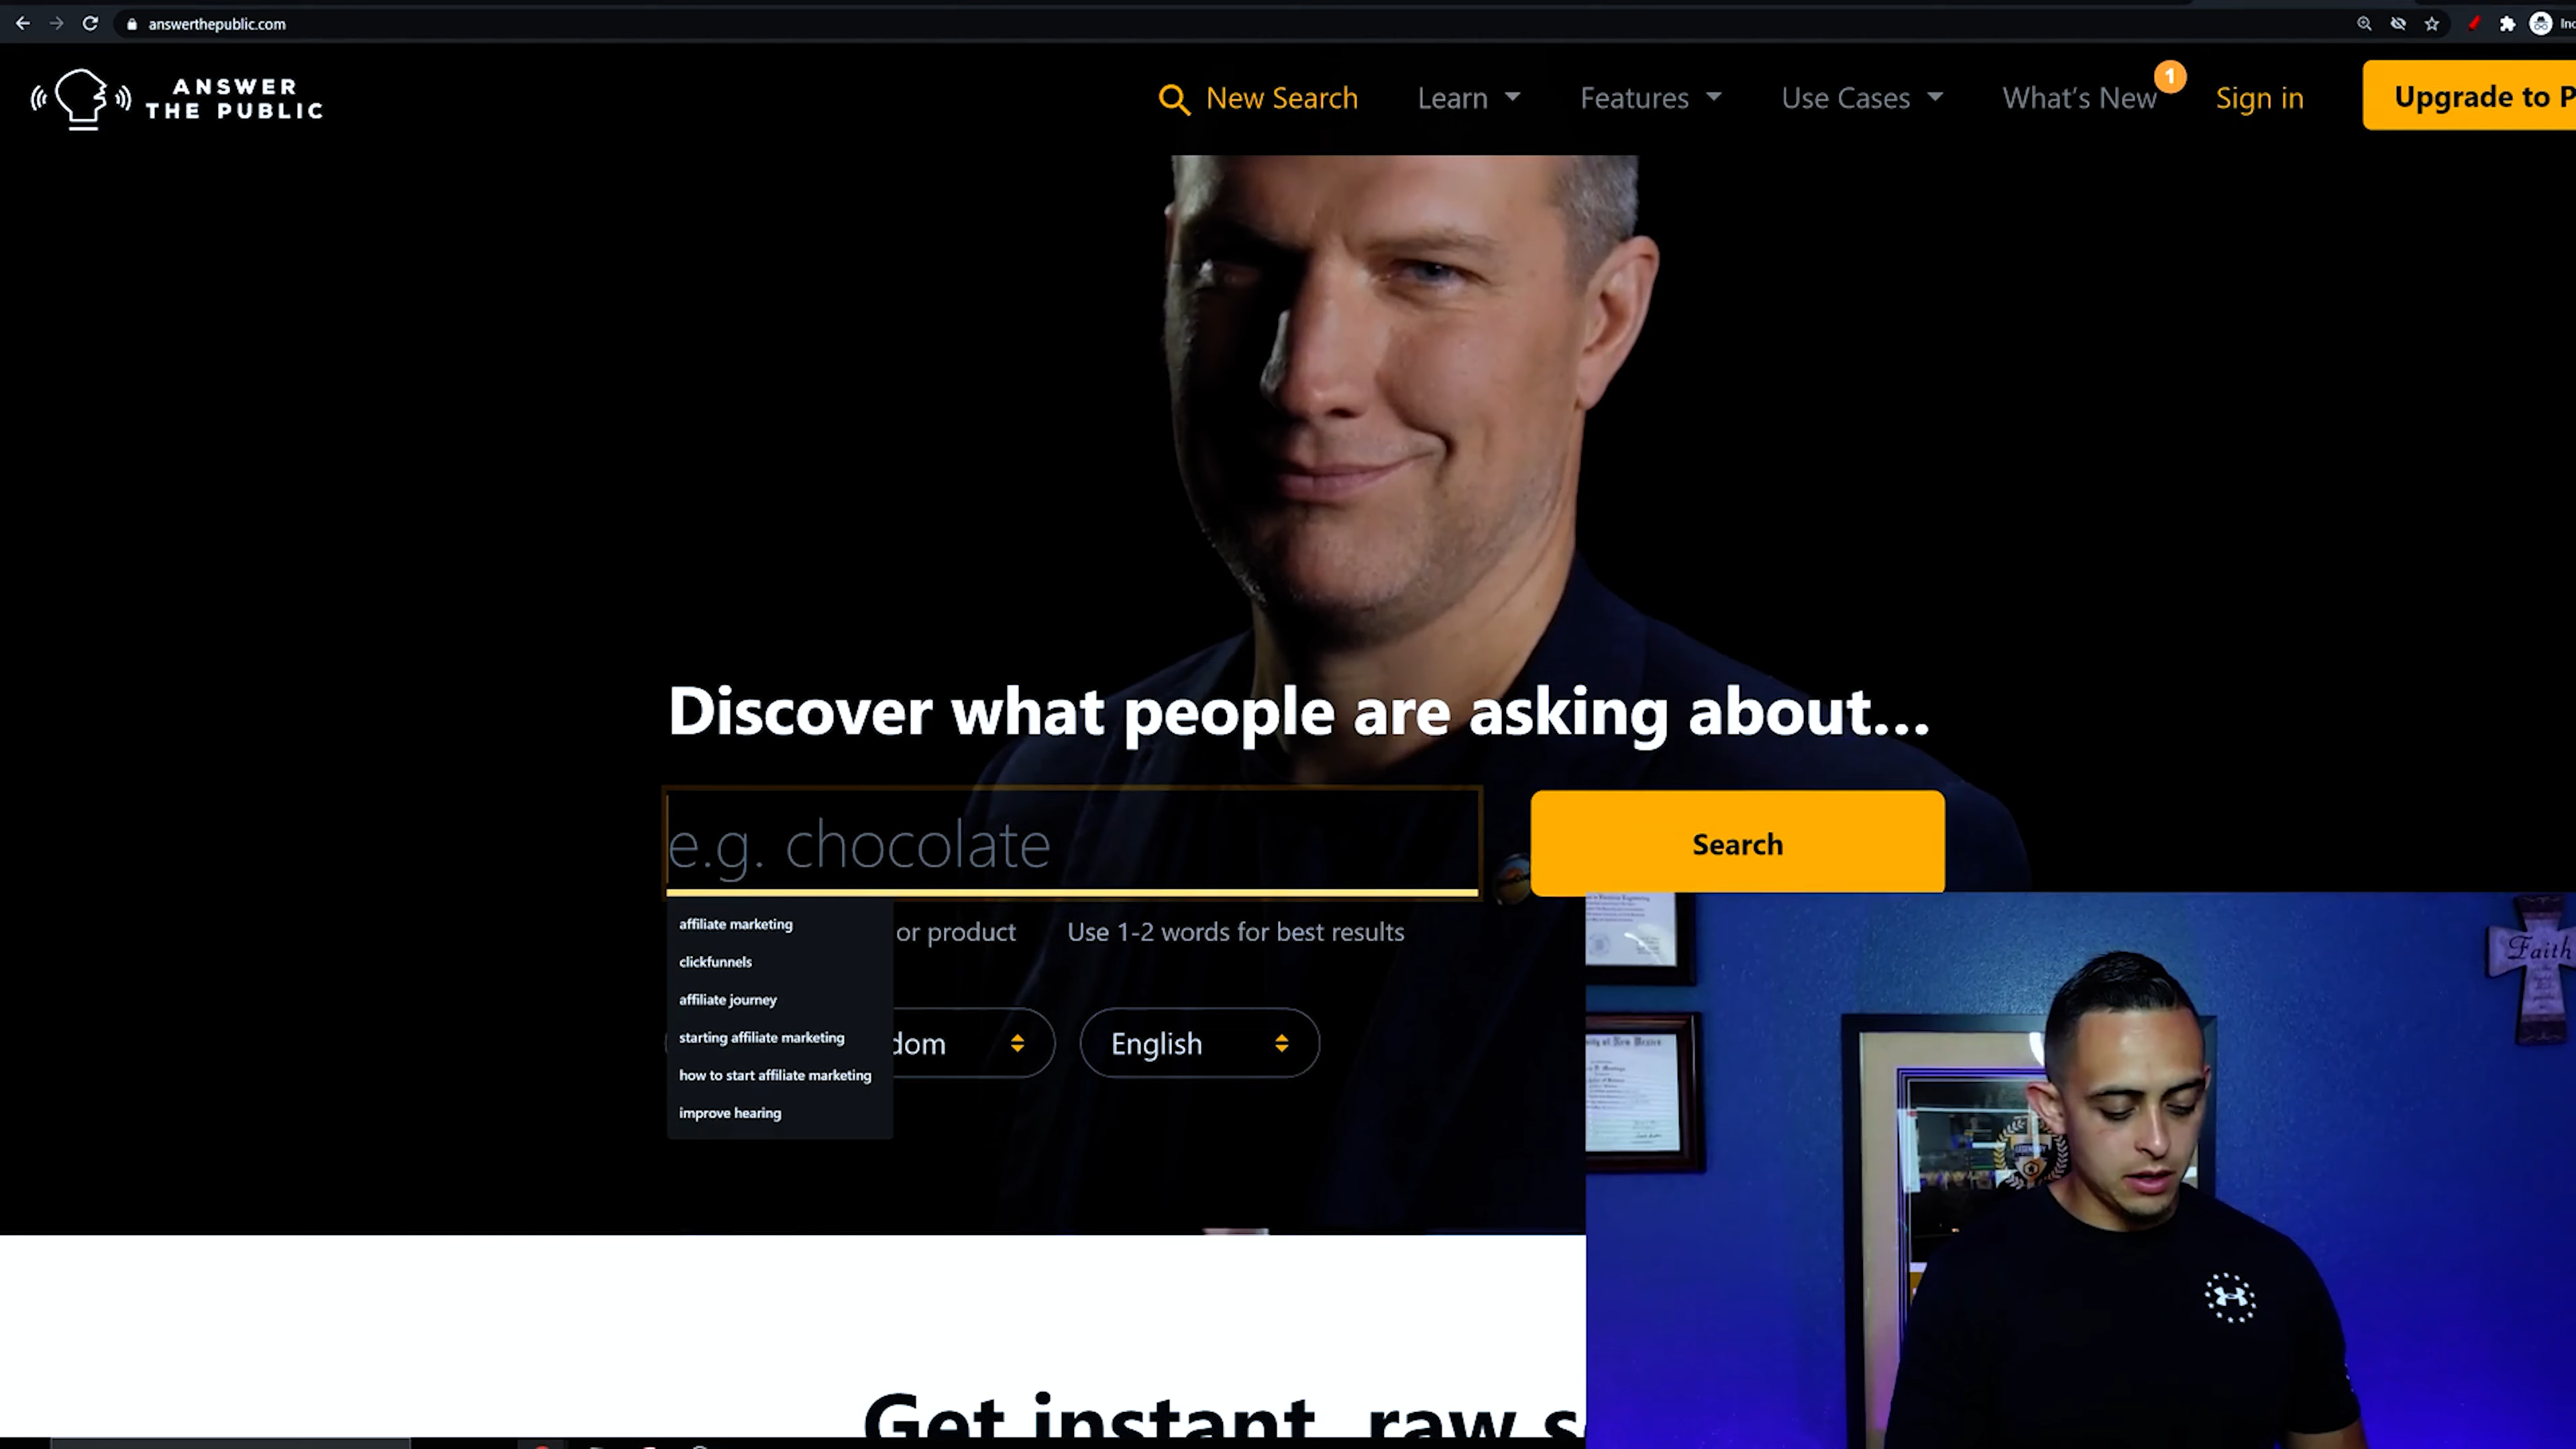 answerthepublic.com
ANSWER
THE PUBLIC
New Search
Learn
Features
Use Cases
What's New
1
Sign in
Upgrade to P
Discover what people are asking about...
e.g. chocolate
Search
affiliate marketing
or product
Use 1-2 words for best results
clickfunnels
affiliate journey
starting affiliate marketing
dom
English
how to start affiliate marketing
improve hearing
Faith
Get instant, raw s